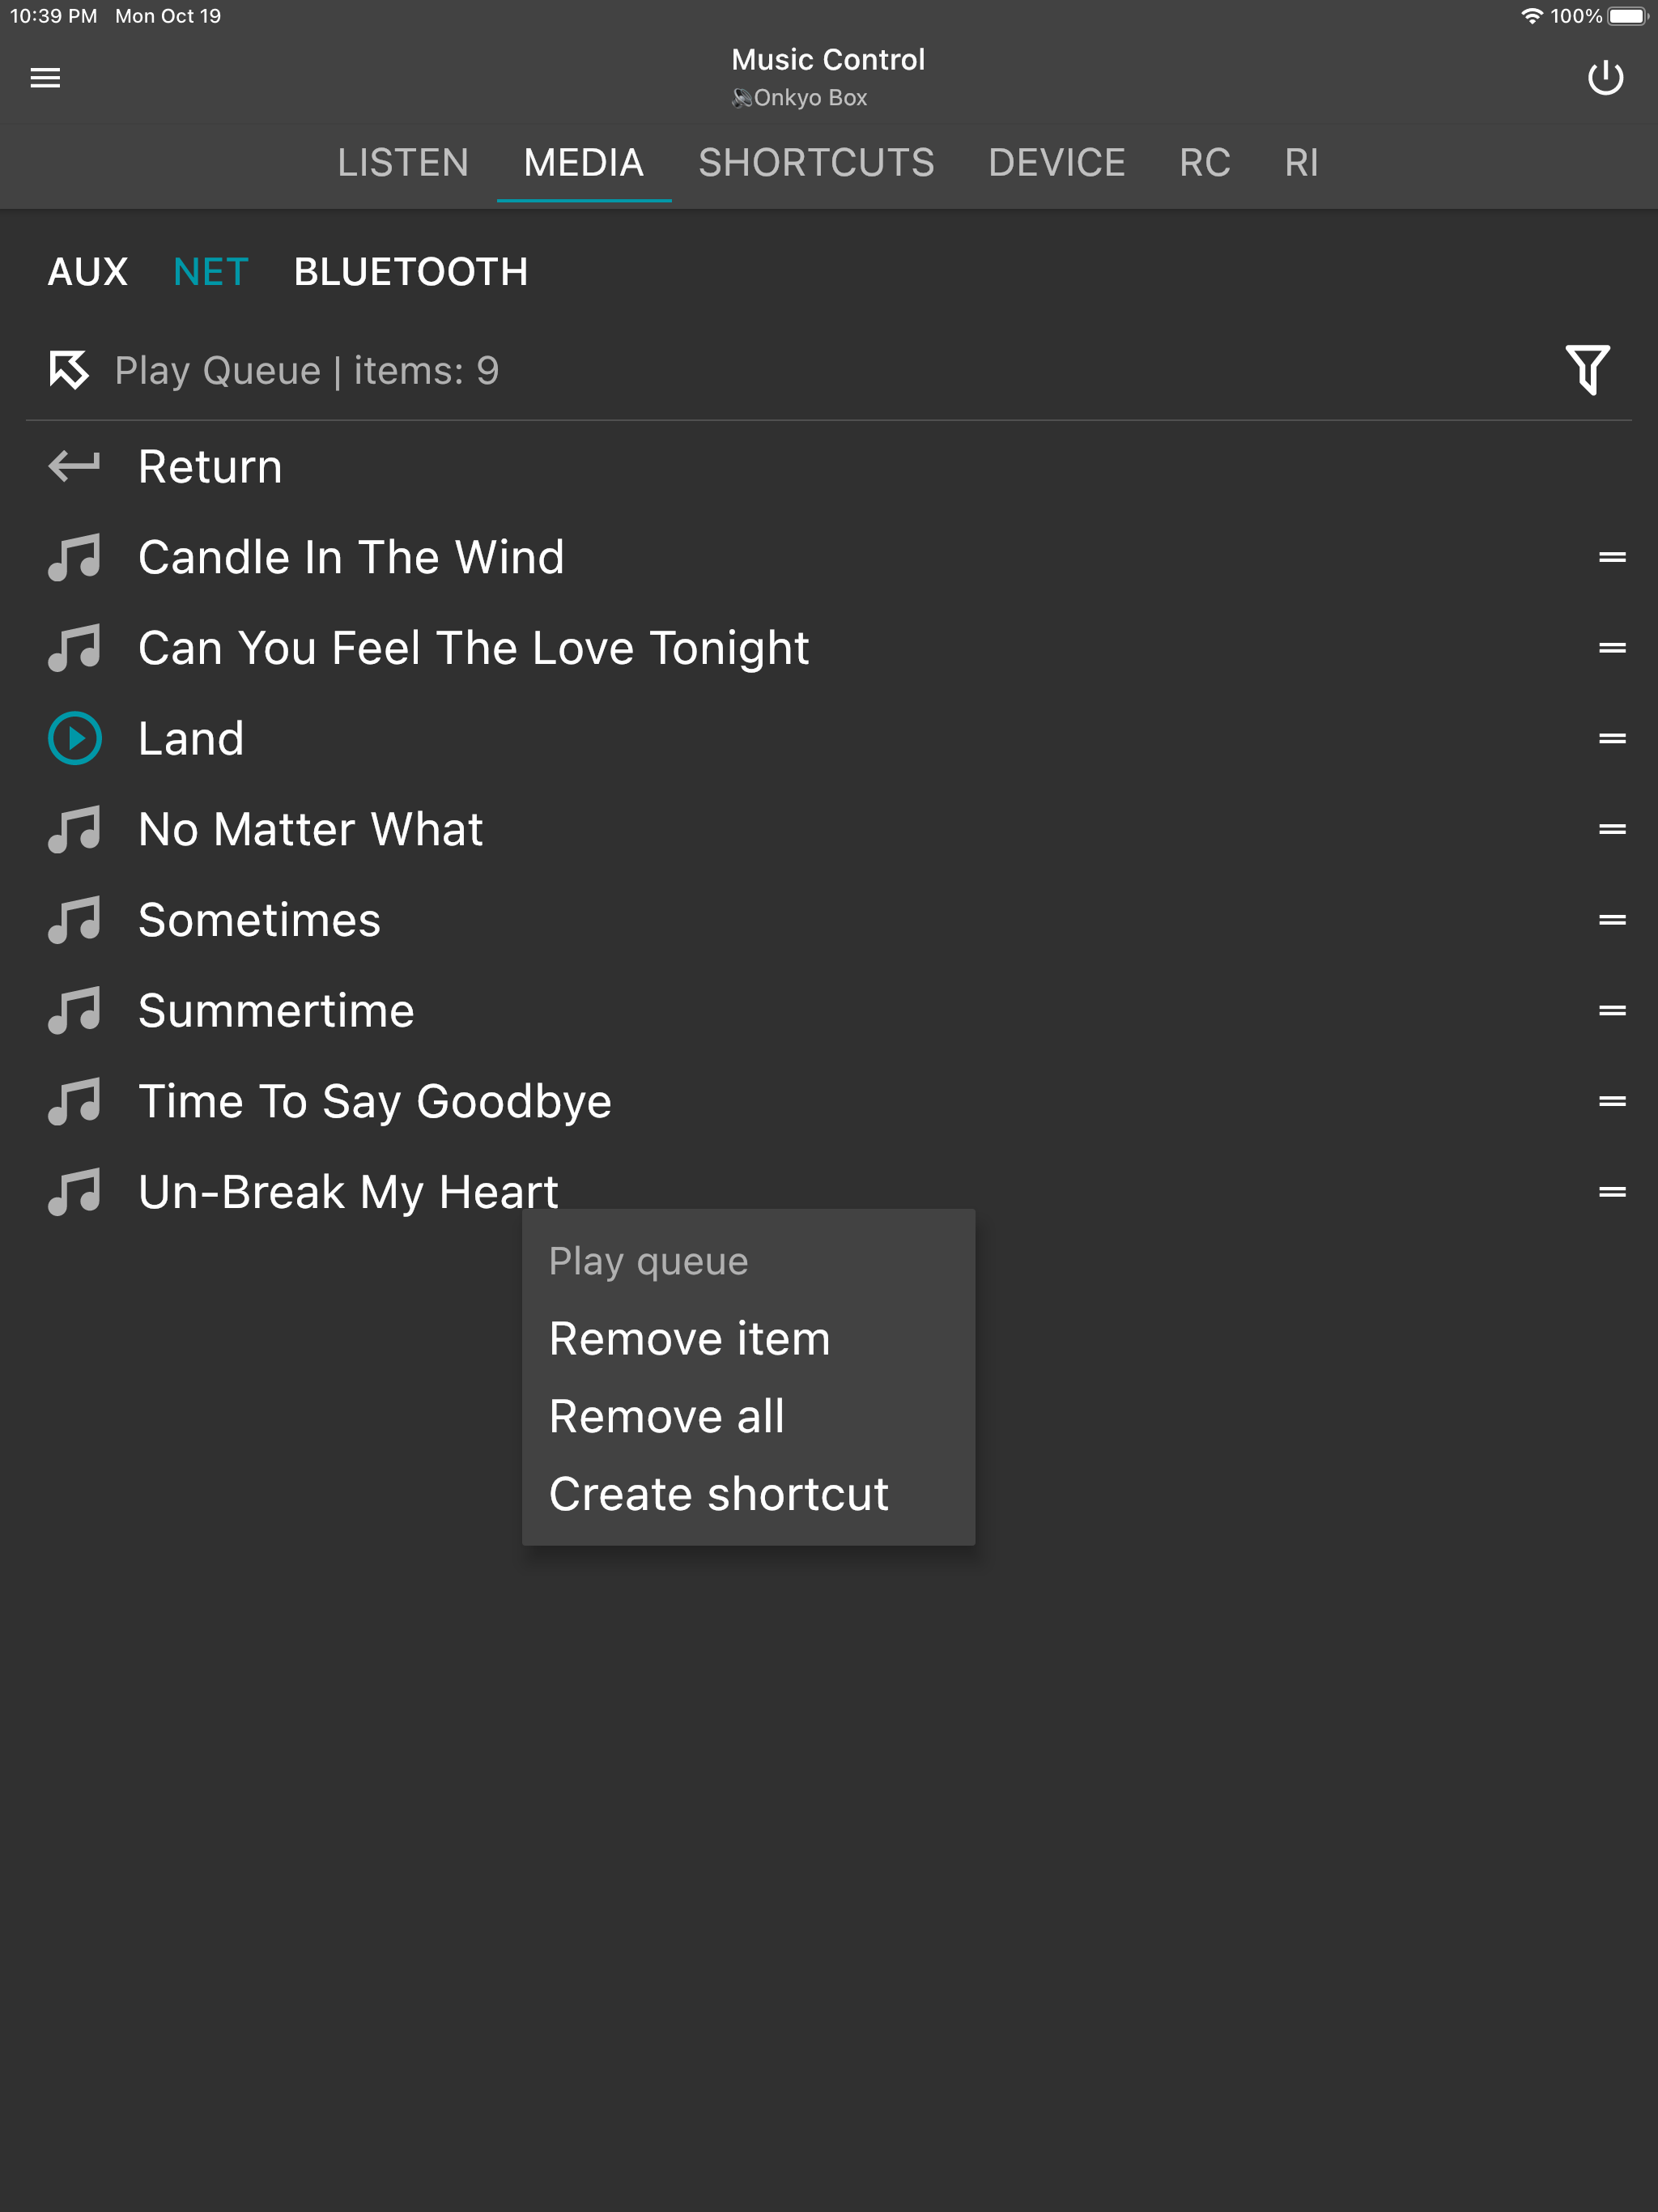 10:39 PM Mon Oct 19 100%
Music Control
Onkyo Box
LISTEN MEDIA SHORTCUTS DEVICE RC RI
AUX NET BLUETOOTH
Play Queue | items: 9
Return
Candle In The Wind
Can You Feel The Love Tonight
Land
No Matter What
Sometimes
Summertime
Time To Say Goodbye
Un-Break My Heart
Play queue
Remove item
Remove all
Create shortcut